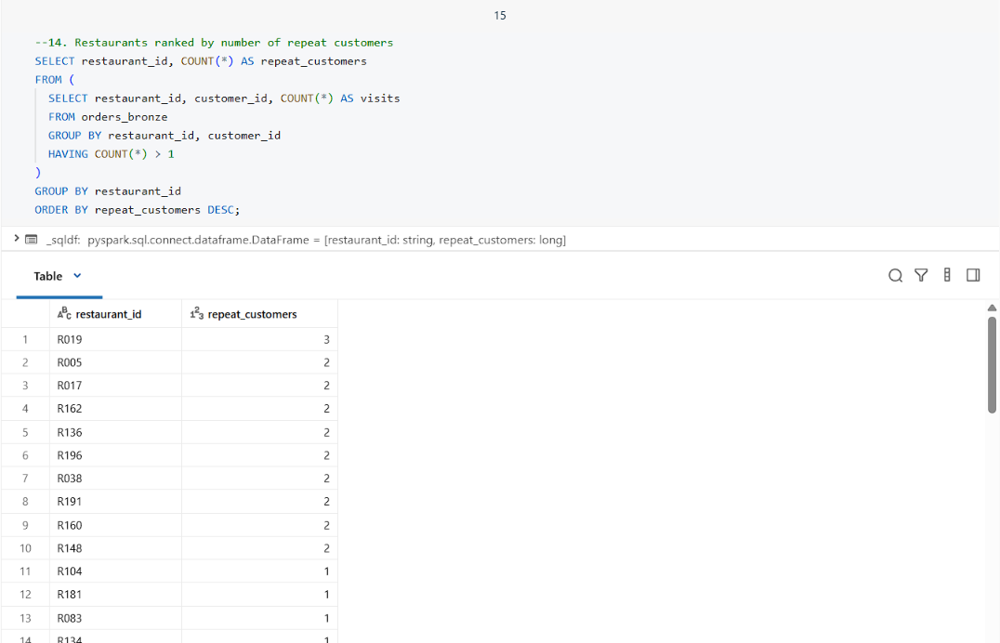 15
--14. Restaurants ranked by number of repeat customers
SELECT restaurant_id, COUNT(*) AS repeat_customers
FROM (
SELECT restaurant_id, customer_id, COUNT(*) AS visits
FROM orders_bronze
GROUP BY restaurant_id, customer_id
HAVING COUNT(*) > 1
)
GROUP BY restaurant_id
ORDER BY repeat_customers DESC;
_sqldf: pyspark.sql.connect.dataframe.DataFrame = [restaurant_id: string, repeat_customers: long]
Table
ABC restaurant_id 123 repeat_customers
1 R019 3
2 R005 2
3 R017 2
4 R162 2
5 R136 2
6 R196 2
7 R038 2
8 R191 2
9 R160 2
10 R148 2
11 R104 1
12 R181 1
13 R083 1
14 R134 1